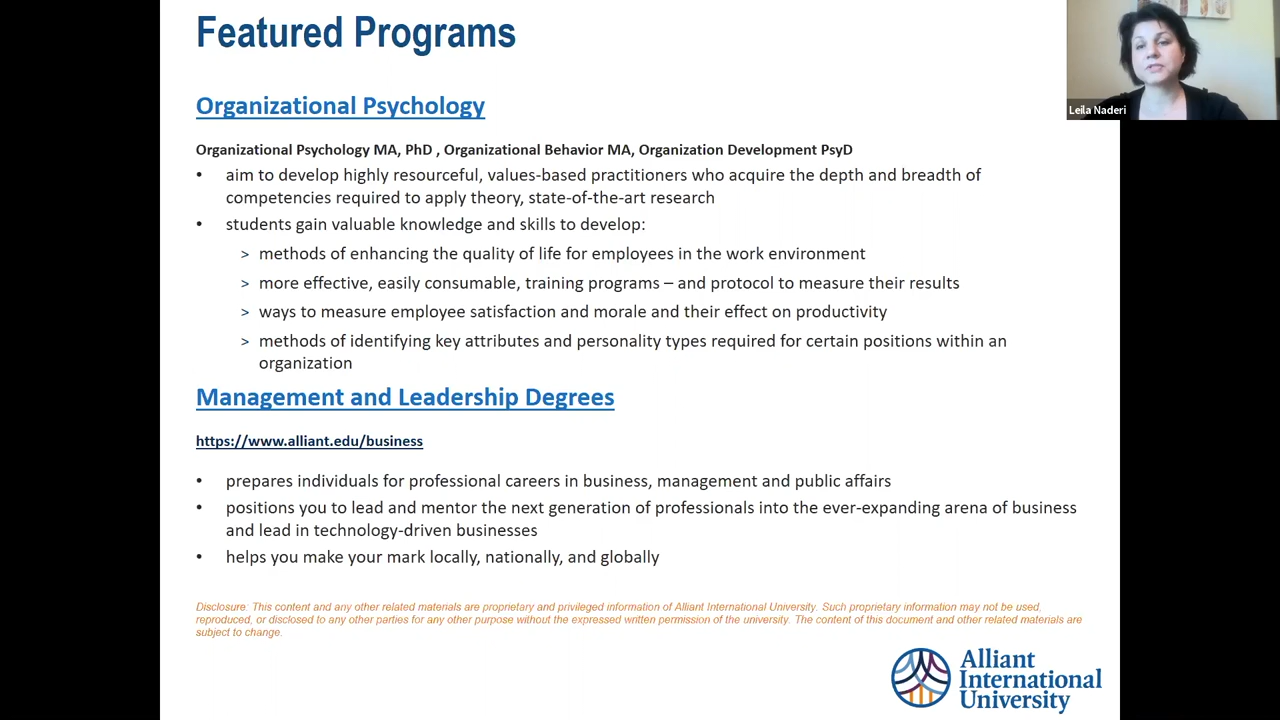 Featured Programs
Leila Naderi
Organizational Psychology
Organizational Psychology MA, PhD , Organizational Behavior MA, Organization Development PsyD
• aim to develop highly resourceful, values-based practitioners who acquire the depth and breadth of
competencies required to apply theory, state-of-the-art research
• students gain valuable knowledge and skills to develop:
> methods of enhancing the quality of life for employees in the work environment
> more effective, easily consumable, training programs – and protocol to measure their results
> ways to measure employee satisfaction and morale and their effect on productivity
> methods of identifying key attributes and personality types required for certain positions within an
organization
Management and Leadership Degrees
https://www.alliant.edu/business
• prepares individuals for professional careers in business, management and public affairs
• positions you to lead and mentor the next generation of professionals into the ever-expanding arena of business
and lead in technology-driven businesses
• helps you make your mark locally, nationally, and globally
Disclosure: This content and any other related materials are proprietary and privileged information of Alliant International University. Such proprietary information may not be used,
reproduced, or disclosed to any other parties for any other purpose without the expressed written permission of the university. The content of this document and other related materials are
subject to change.
Alliant
International
University